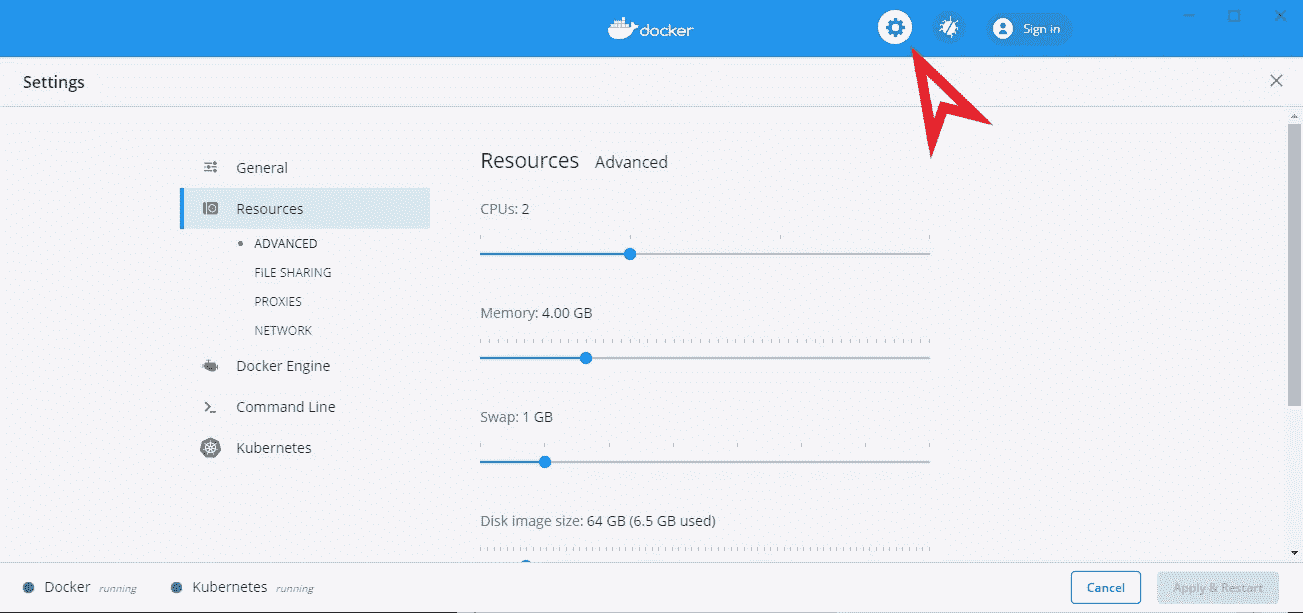 docker
Sign in
Settings
General
Resources
ADVANCED
FILE SHARING
PROXIES
NETWORK
Docker Engine
Command Line
Kubernetes
Resources Advanced
CPUs: 2
Memory: 4.00 GB
Swap: 1 GB
Disk image size: 64 GB (6.5 GB used)
Docker running Kubernetes running
Cancel Apply & Restart